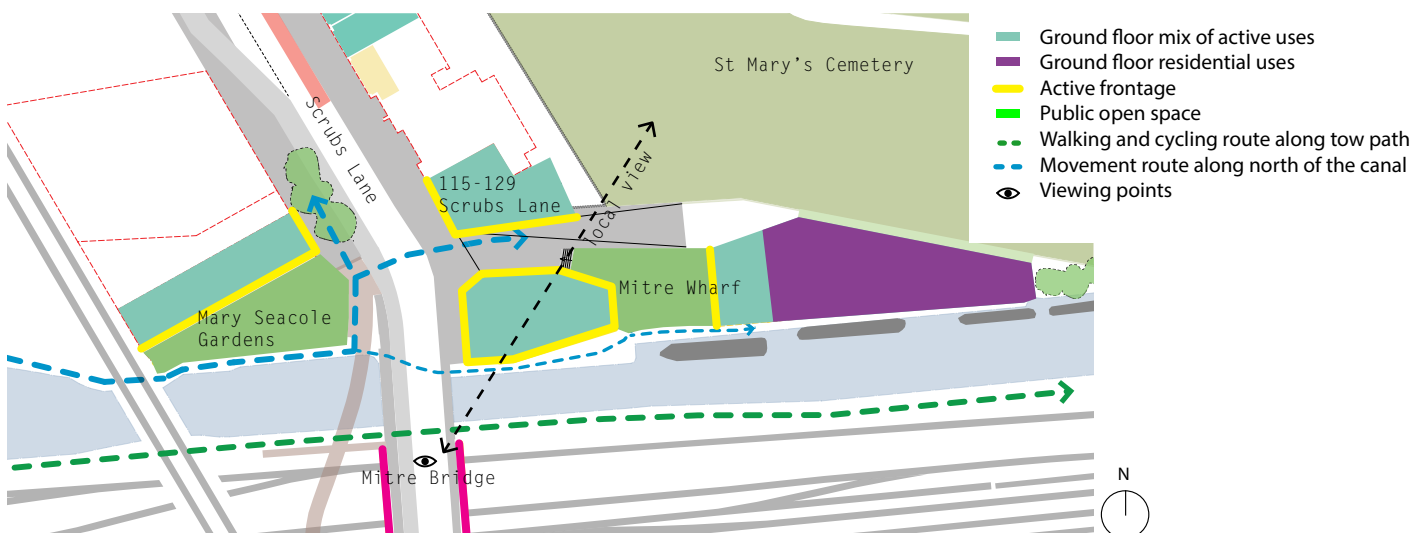 St Mary's Cemetery
Scrubs Lane
115-129
Scrubs Lane
local view
Mitre Wharf
Mary Seacole
Gardens
Mitre Bridge
Ground floor mix of active uses
Ground floor residential uses
Active frontage
Public open space
Walking and cycling route along tow path
Movement route along north of the canal
Viewing points
N